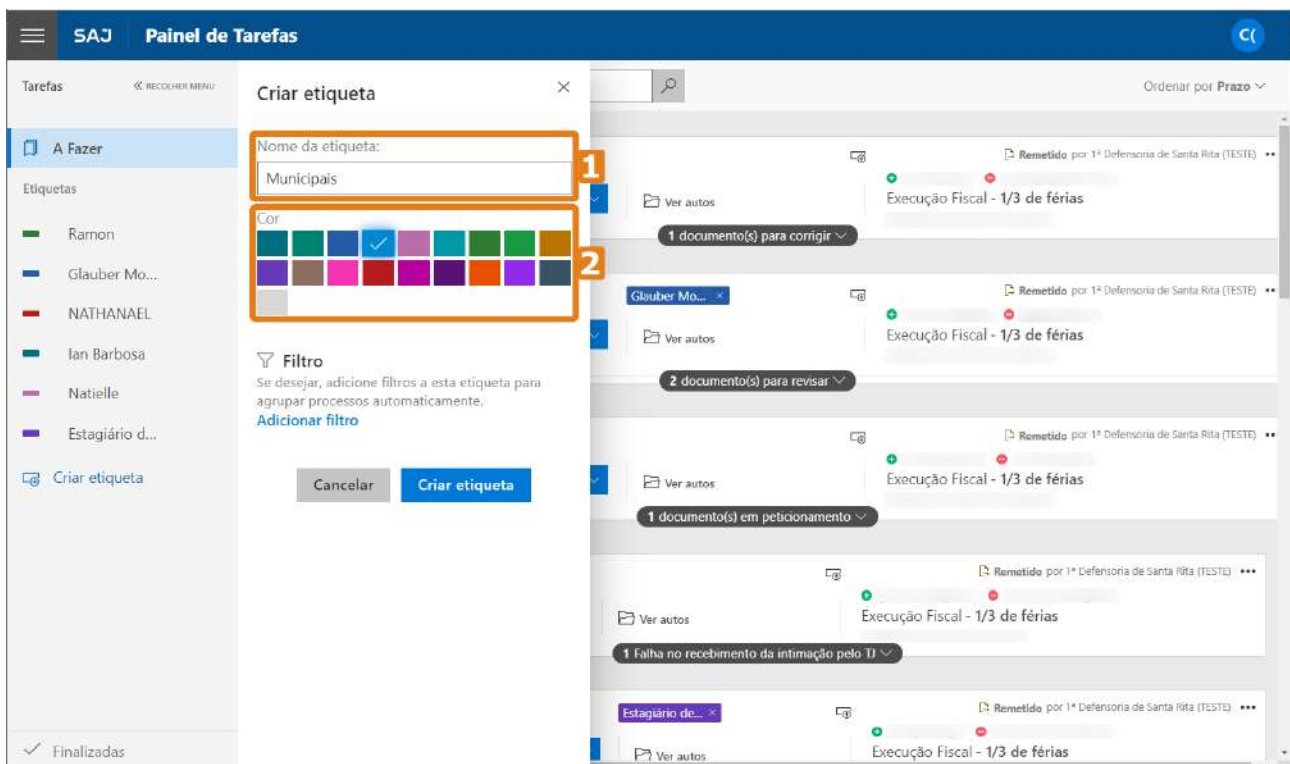 SAJ Painel de Tarefas C(
Tarefas RECOLHER MENU
A Fazer
Etiquetas
Ramon
Glauber Mo...
NATHANAEL
Ian Barbosa
Natielle
Estagiário d...
Criar etiqueta
Finalizadas
Criar etiqueta
Nome da etiqueta:
Municipais
1
Cor
2
Filtro
Se desejar, adicione filtros a esta etiqueta para
agrupar processos automaticamente.
Adicionar filtro
Cancelar Criar etiqueta
Ordenar por Prazo
Remetido por 1ª Defensoria de Santa Rita (TESTE)
Ver autos
Execução Fiscal - 1/3 de férias
1 documento(s) para corrigir
Glauber Mo... ×
Remetido por 1ª Defensoria de Santa Rita (TESTE)
Ver autos
Execução Fiscal - 1/3 de férias
2 documento(s) para revisar
Remetido por 1ª Defensoria de Santa Rita (TESTE)
Ver autos
Execução Fiscal - 1/3 de férias
1 documento(s) em peticionamento
Remetido por 1ª Defensoria de Santa Rita (TESTE)
Ver autos
Execução Fiscal - 1/3 de férias
1 Falha no recebimento da intimação pelo TJ
Estagiário de... ×
Remetido por 1ª Defensoria de Santa Rita (TESTE)
Ver autos
Execução Fiscal - 1/3 de férias